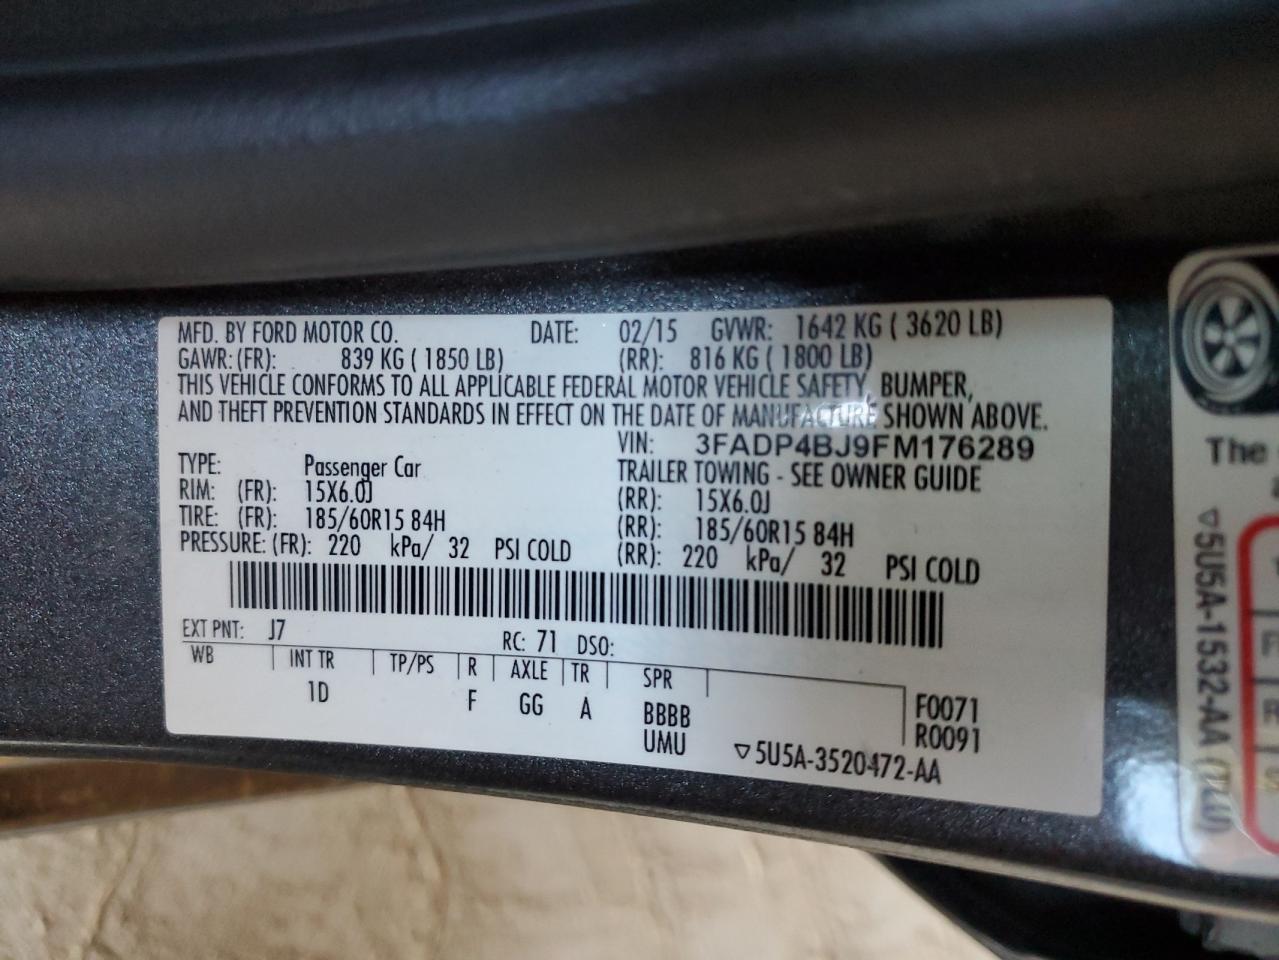 MFD. BY FORD MOTOR CO. DATE: 02/15 GVWR: 1642 KG ( 3620 LB)
GAWR: (FR): 839 KG ( 1850 LB) (RR): 816 KG ( 1800 LB)
THIS VEHICLE CONFORMS TO ALL APPLICABLE FEDERAL MOTOR VEHICLE SAFETY, BUMPER,
AND THEFT PREVENTION STANDARDS IN EFFECT ON THE DATE OF MANUFACTURE SHOWN ABOVE.
VIN: 3FADP4BJ9FM176289
TYPE: Passenger Car TRAILER TOWING - SEE OWNER GUIDE
RIM: (FR): 15X6.0J (RR): 15X6.0J
TIRE: (FR): 185/60R15 84H (RR): 185/60R15 84H
PRESSURE: (FR): 220 kPa/ 32 PSI COLD (RR): 220 kPa/ 32 PSI COLD
EXT PNT: J7 RC: 71 DSO:
WB INT TR TP/PS R AXLE TR SPR
1D F GG A BBBB F0071
UMU R0091
▽5U5A-3520472-AA
The
▽5U5A-1532-AA